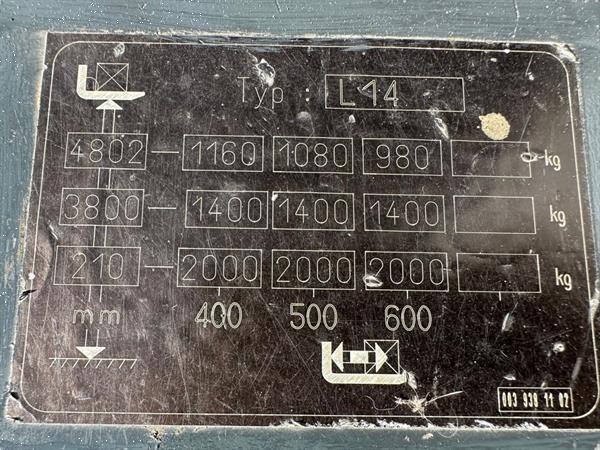 Typ : L14
4802 1160 1080 980 kg
3800 1400 1400 1400 kg
210 2000 2000 2000 kg
mm 400 500 600
003 938 11 02